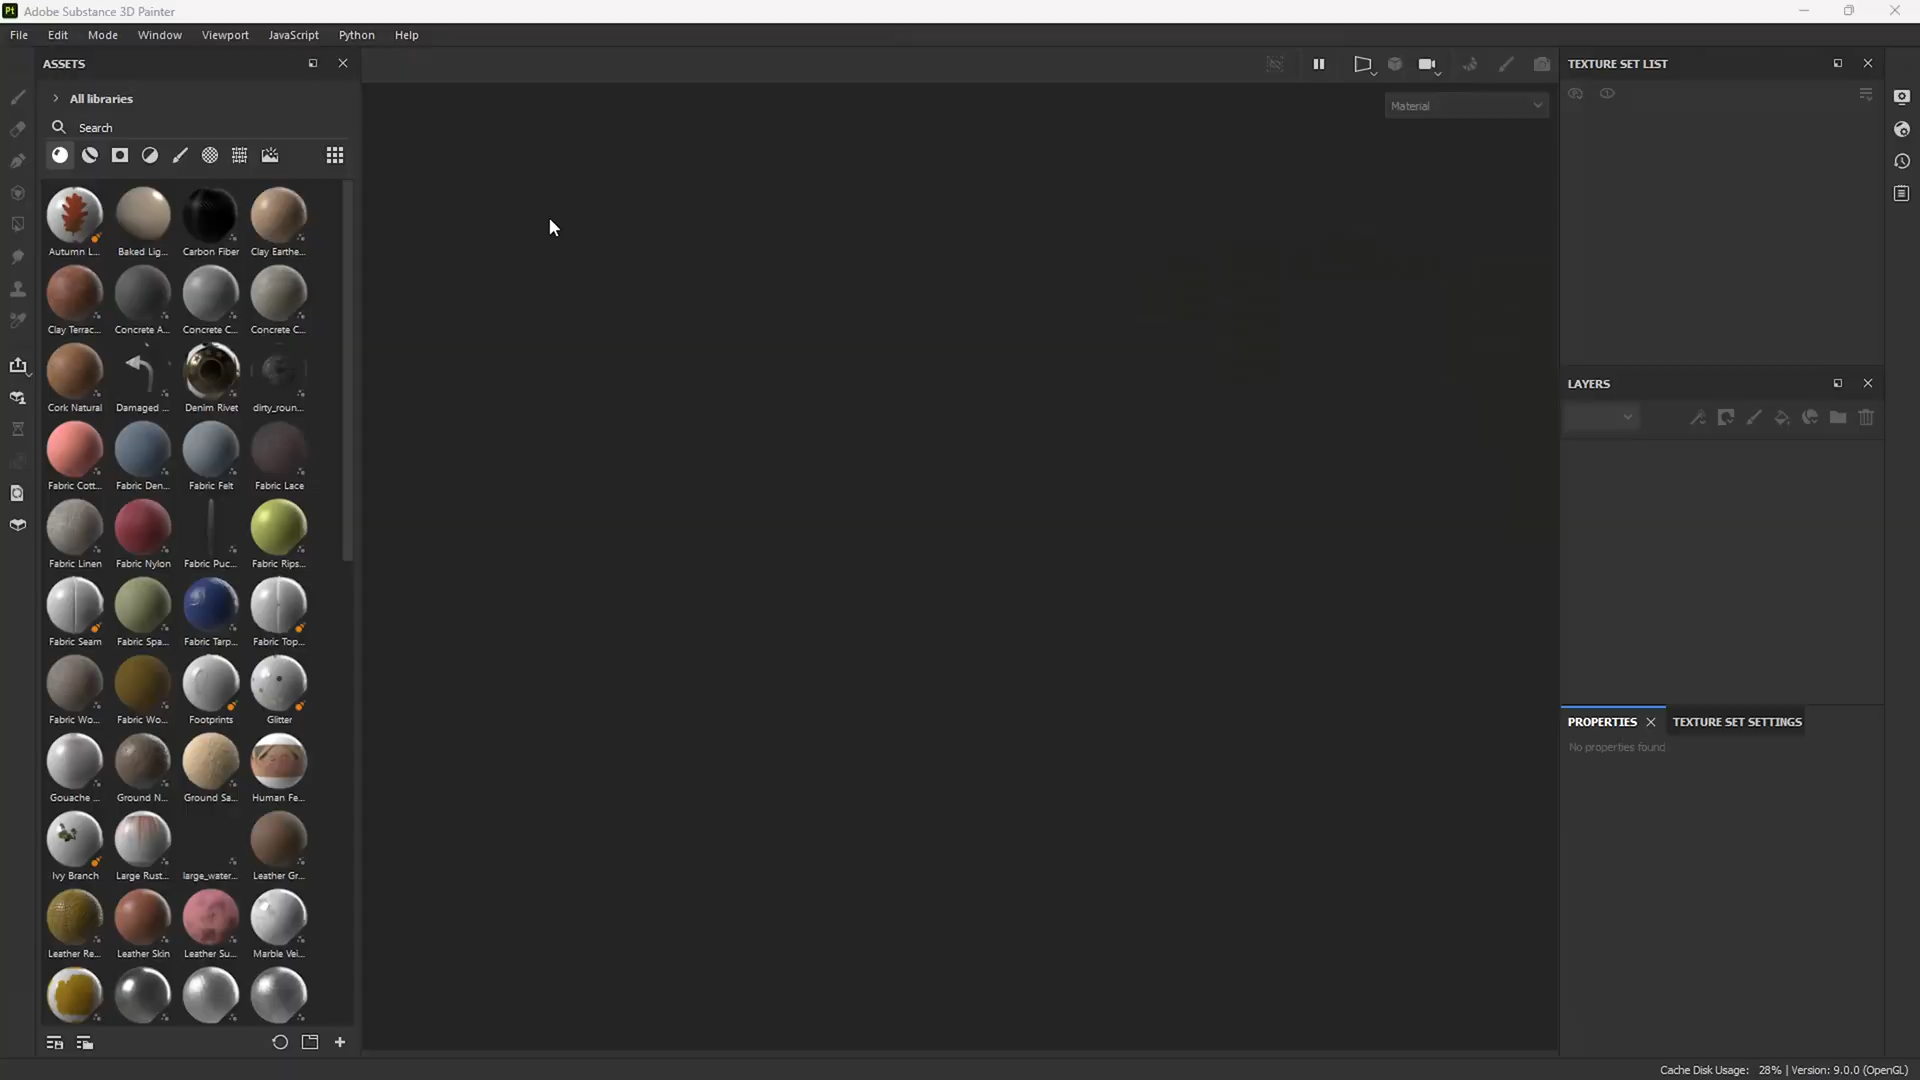 Pt Adobe Substance 3D Painter
File Edit Mode Window Viewport JavaScript Python Help
ASSETS
All libraries
Search
Autumn L... Baked Lig... Carbon Fiber Clay Earthe...
Clay Terrac... Concrete A... Concrete C... Concrete C...
Cork Natural Damaged ... Denim Rivet dirty_roun...
Fabric Cott... Fabric Den... Fabric Felt Fabric Lace
Fabric Linen Fabric Nylon Fabric Puc... Fabric Rips...
Fabric Seam Fabric Spa... Fabric Tarp... Fabric Top...
Fabric Wo... Fabric Wo... Footprints Glitter
Gouache ... Ground N... Ground Sa... Human Fe...
Ivy Branch Large Rust... large_water... Leather Gr...
Leather Re... Leather Skin Leather Su... Marble Vei...
Material
TEXTURE SET LIST
LAYERS
PROPERTIES TEXTURE SET SETTINGS
No properties found
Cache Disk Usage: 28% | Version: 9.0.0 (OpenGL)